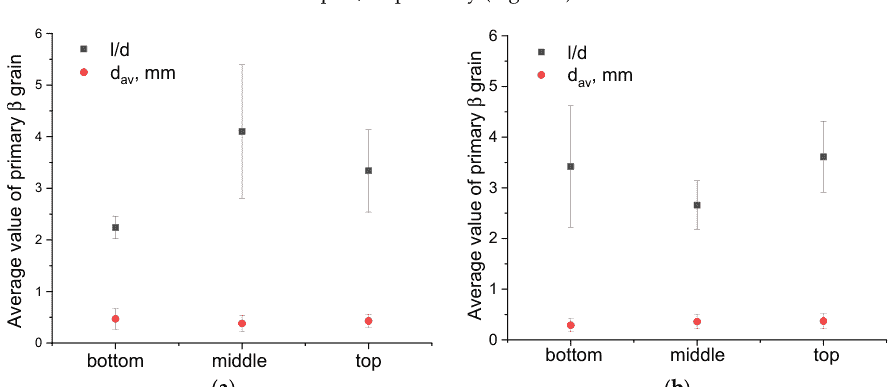 Average value of primary β grain
6
5
4
3
2
1
0
l/d
d_av, mm
bottom middle top
Average value of primary β grain
6
5
4
3
2
1
0
l/d
d_av, mm
bottom middle top
(b)